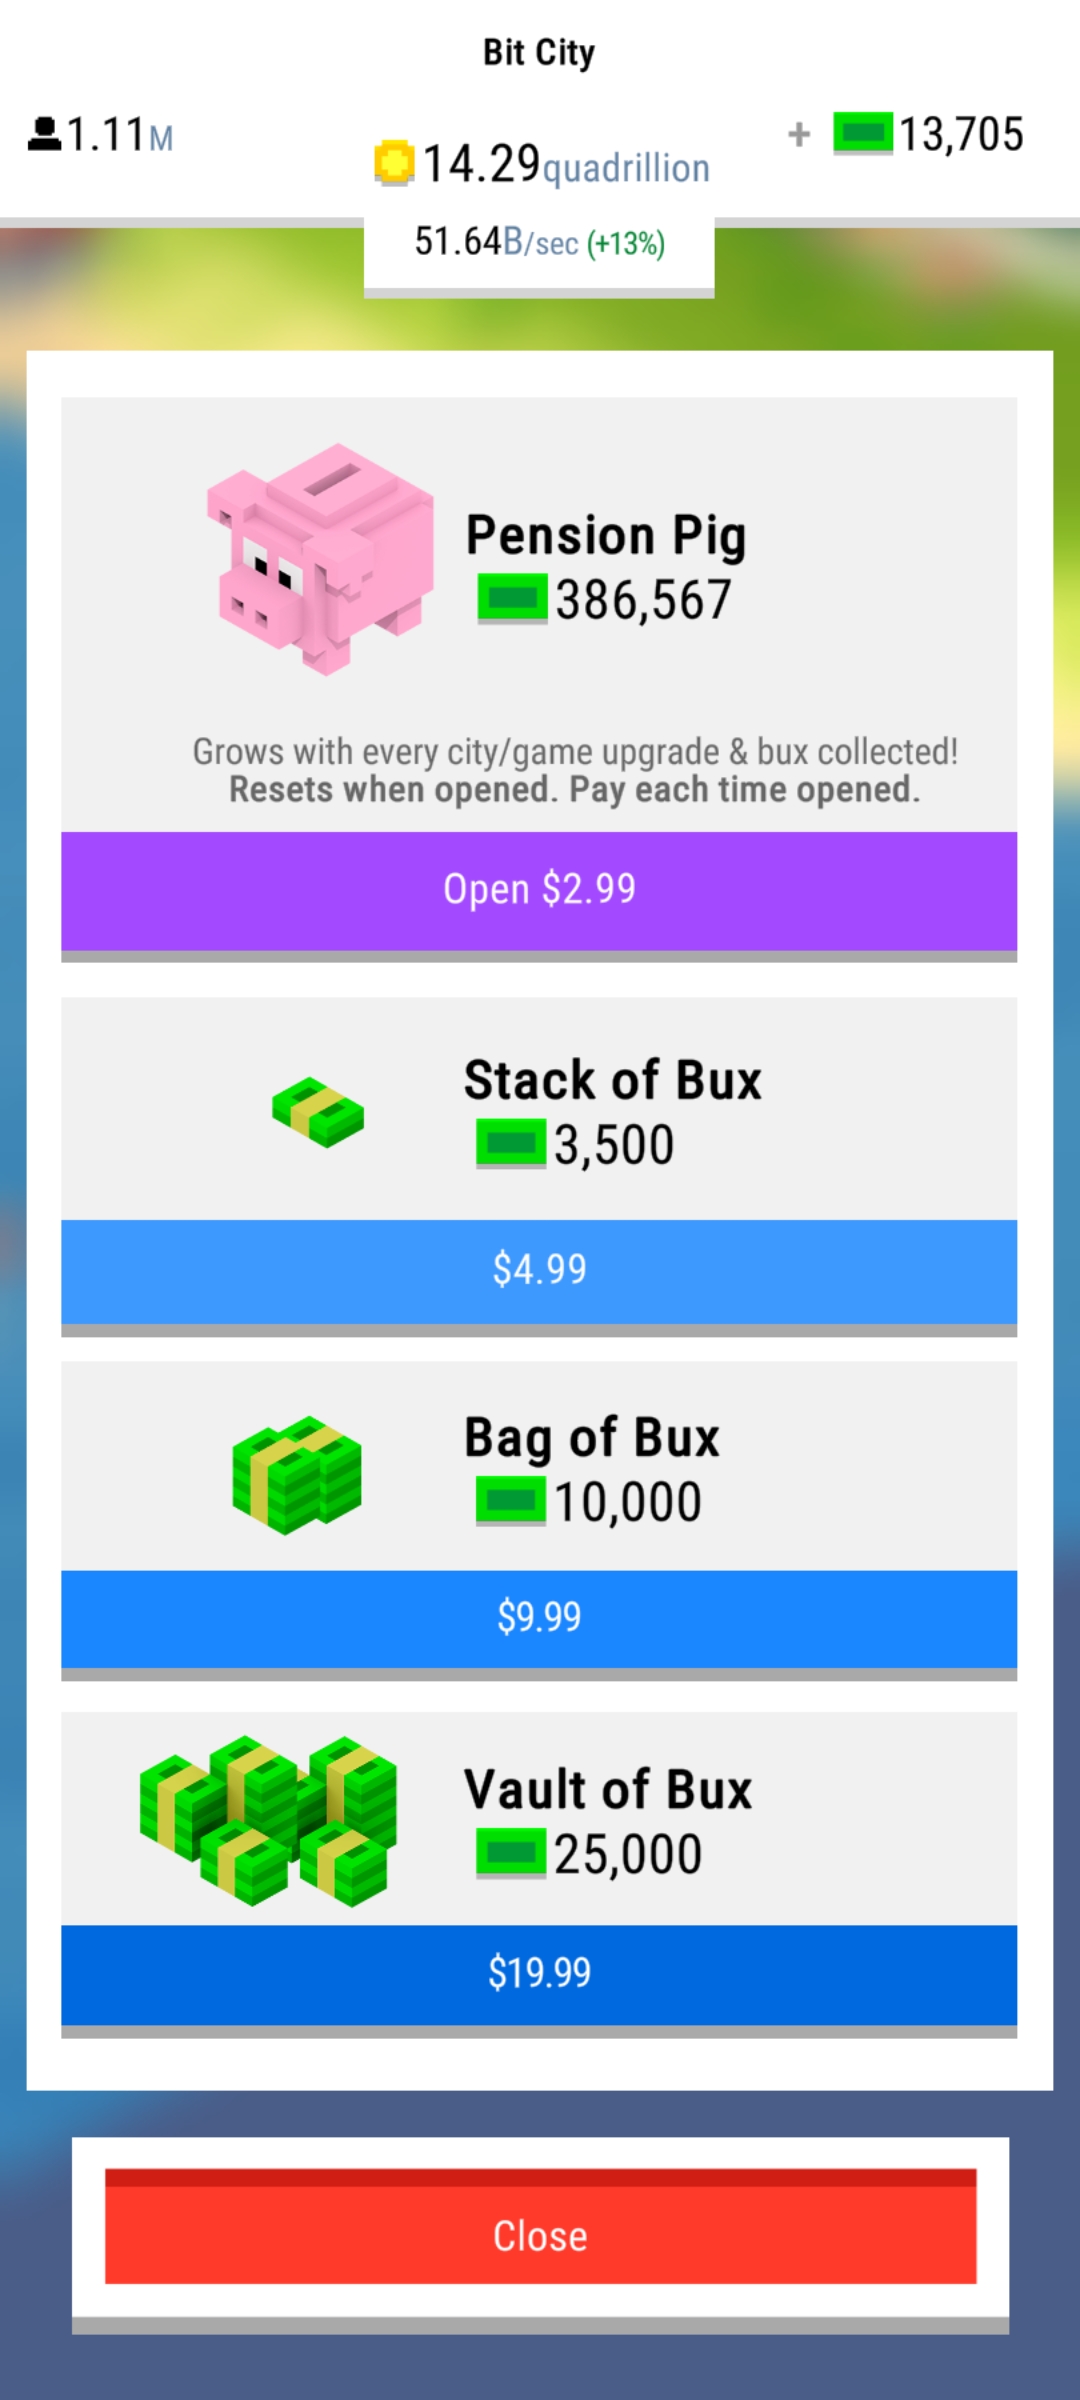 Bit City
1.11M
14.29quadrillion
+ 13,705
51.64B/sec (+13%)
Pension Pig
386,567
Grows with every city/game upgrade & bux collected!
Resets when opened. Pay each time opened.
Open $2.99
Stack of Bux
3,500
$4.99
Bag of Bux
10,000
$9.99
Vault of Bux
25,000
$19.99
Close